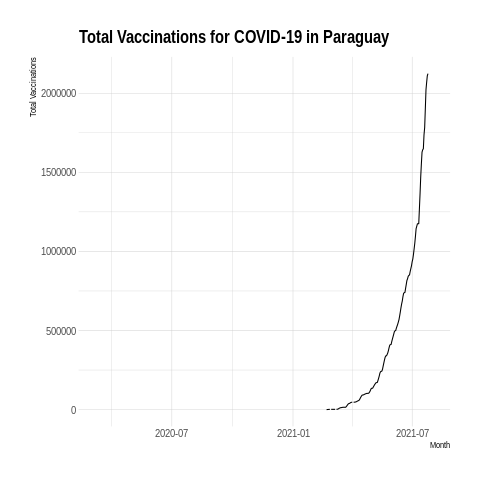 Total Vaccinations for COVID-19 in Paraguay
Total Vaccinations
2000000
1500000
1000000
500000
0
2020-07 2021-01 2021-07
Month